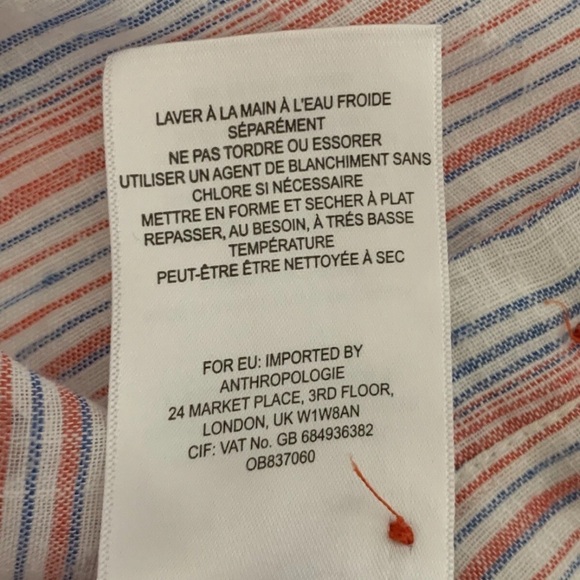 LAVER À LA MAIN À L'EAU FROIDE
SÉPARÉMENT
NE PAS TORDRE OU ESSORER
UTILISER UN AGENT DE BLANCHIMENT SANS
CHLORE SI NÉCESSAIRE
METTRE EN FORME ET SECHER À PLAT
REPASSER, AU BESOIN, À TRÉS BASSE
TEMPÉRATURE
PEUT-ÊTRE ÊTRE NETTOYÉE À SEC
FOR EU: IMPORTED BY
ANTHROPOLOGIE
24 MARKET PLACE, 3RD FLOOR,
LONDON, UK W1W8AN
CIF: VAT No. GB 684936382
OB837060